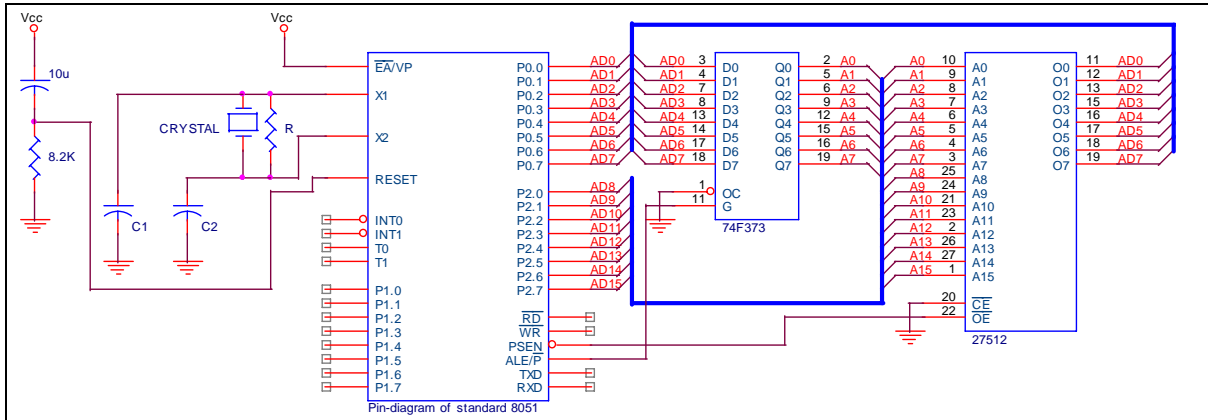 Vcc
10u
8.2K
C1
C2
CRYSTAL
R
Vcc
EA/VP
X1
X2
RESET
INT0
INT1
T0
T1
P1.0
P1.1
P1.2
P1.3
P1.4
P1.5
P1.6
P1.7
P0.0 AD0
P0.1 AD1
P0.2 AD2
P0.3 AD3
P0.4 AD4
P0.5 AD5
P0.6 AD6
P0.7 AD7
P2.0 AD8
P2.1 AD9
P2.2 AD10
P2.3 AD11
P2.4 AD12
P2.5 AD13
P2.6 AD14
P2.7 AD15
RD
WR
PSEN
ALE/P
TXD
RXD
Pin-diagram of standard 8051
AD0 3 D0 Q0 2 A0
AD1 4 D1 Q1 5 A1
AD2 7 D2 Q2 6 A2
AD3 8 D3 Q3 9 A3
AD4 13 D4 Q4 12 A4
AD5 14 D5 Q5 15 A5
AD6 17 D6 Q6 16 A6
AD7 18 D7 Q7 19 A7
1 OC
11 G
74F373
A0 10 A0 O0 11 AD0
A1 9 A1 O1 12 AD1
A2 8 A2 O2 13 AD2
A3 7 A3 O3 15 AD3
A4 6 A4 O4 16 AD4
A5 5 A5 O5 17 AD5
A6 4 A6 O6 18 AD6
A7 3 A7 O7 19 AD7
A8 25 A8
A9 24 A9
A10 21 A10
A11 23 A11
A12 2 A12
A13 26 A13
A14 27 A14
A15 1 A15
20 CE
22 OE
27512